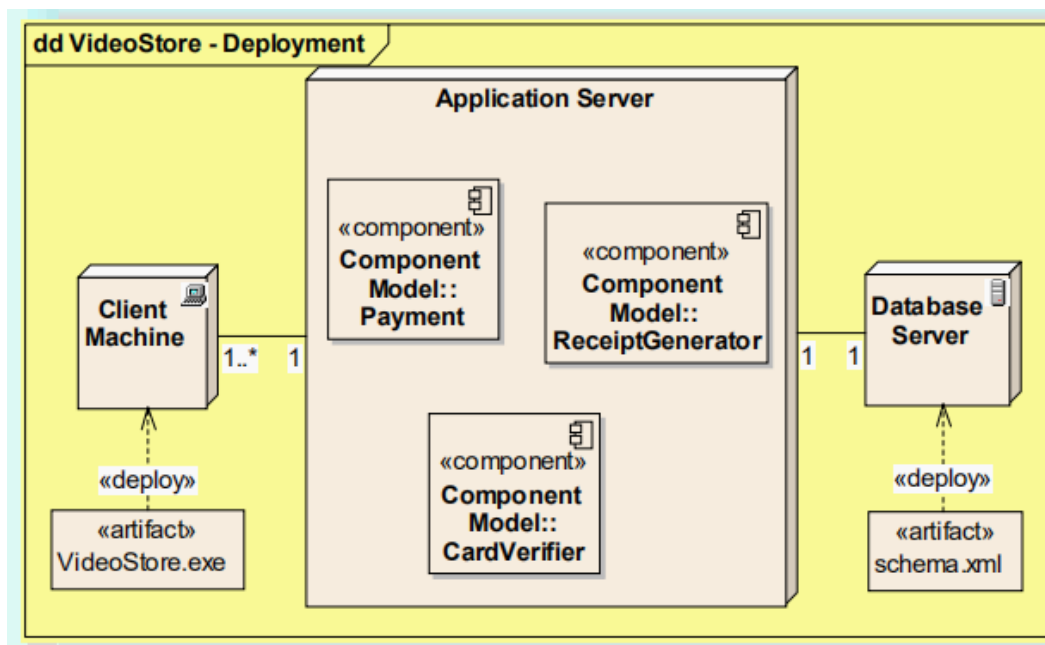 dd VideoStore - Deployment
Application Server
«component»
Component
Model::
Payment
«component»
Component
Model::
ReceiptGenerator
Client
Machine
Database
Server
1..*
1
1
1
«component»
Component
Model::
CardVerifier
«deploy»
«deploy»
«artifact»
VideoStore.exe
«artifact»
schema.xml